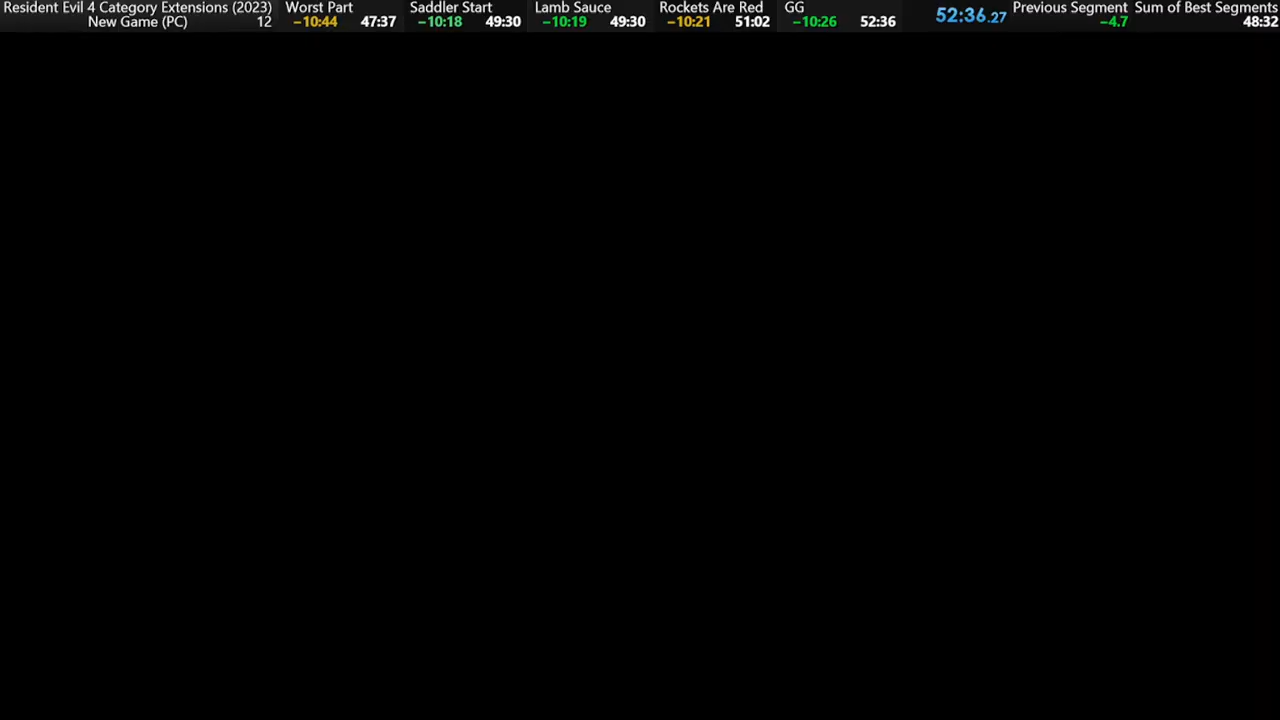 Resident Evil 4 Category Extensions (2023)
New Game (PC) 12
Worst Part
−10:44 47:37
Saddler Start
−10:18 49:30
Lamb Sauce
−10:19 49:30
Rockets Are Red
−10:21 51:02
GG
−10:26 52:36
52:36.27
Previous Segment
−4.7
Sum of Best Segments
48:32